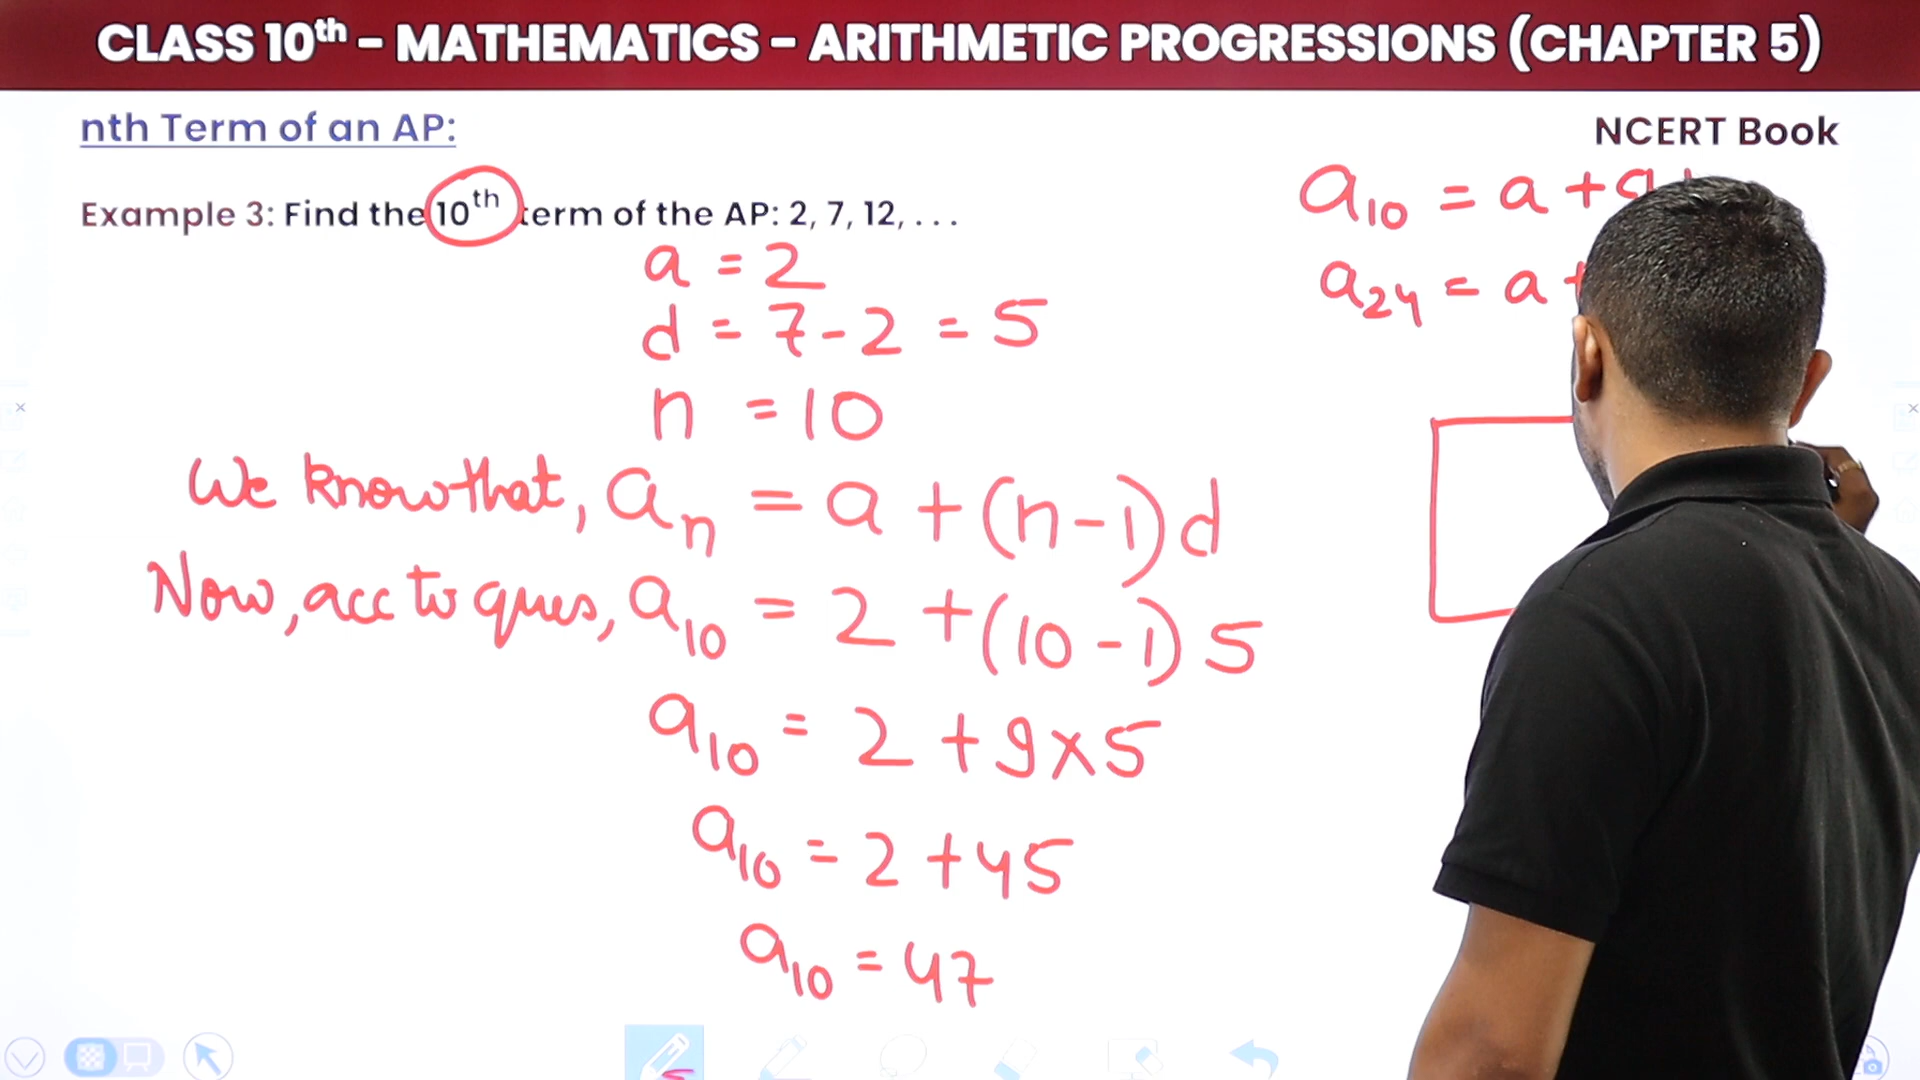 CLASS 10th – MATHEMATICS – ARITHMETIC PROGRESSIONS (CHAPTER 5)
nth Term of an AP:
NCERT Book
Example 3: Find the 10th term of the AP: 2, 7, 12, . . .
a₁₀ = a +
a₂₄ = a
a = 2
d = 7 - 2 = 5
n = 10
We know that, aₙ = a + (n - 1) d
Now, acc to ques, a₁₀ = 2 + (10 - 1) 5
a₁₀ = 2 + 9 × 5
a₁₀ = 2 + 45
a₁₀ = 47